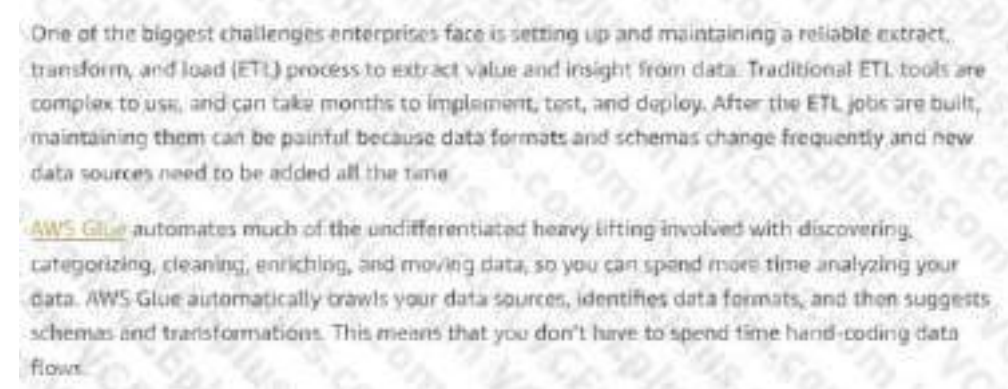 One of the biggest challenges enterprises face is setting up and maintaining a reliable extract,
transform, and load (ETL) process to extract value and insight from data. Traditional ETL tools are
complex to use, and can take months to implement, test, and deploy. After the ETL jobs are built,
maintaining them can be painful because data formats and schemas change frequently and new
data sources need to be added all the time.
AWS Glue automates much of the undifferentiated heavy lifting involved with discovering,
categorizing, cleaning, enriching, and moving data, so you can spend more time analyzing your
data. AWS Glue automatically crawls your data sources, identifies data formats, and then suggests
schemas and transformations. This means that you don't have to spend time hand-coding data
flows.